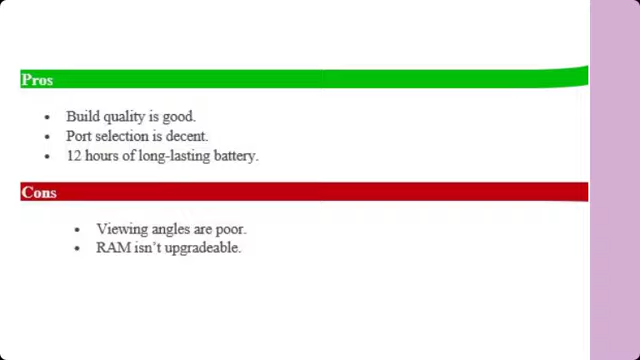 Pros
• Build quality is good.
• Port selection is decent.
• 12 hours of long-lasting battery.
Cons
• Viewing angles are poor.
• RAM isn’t upgradeable.